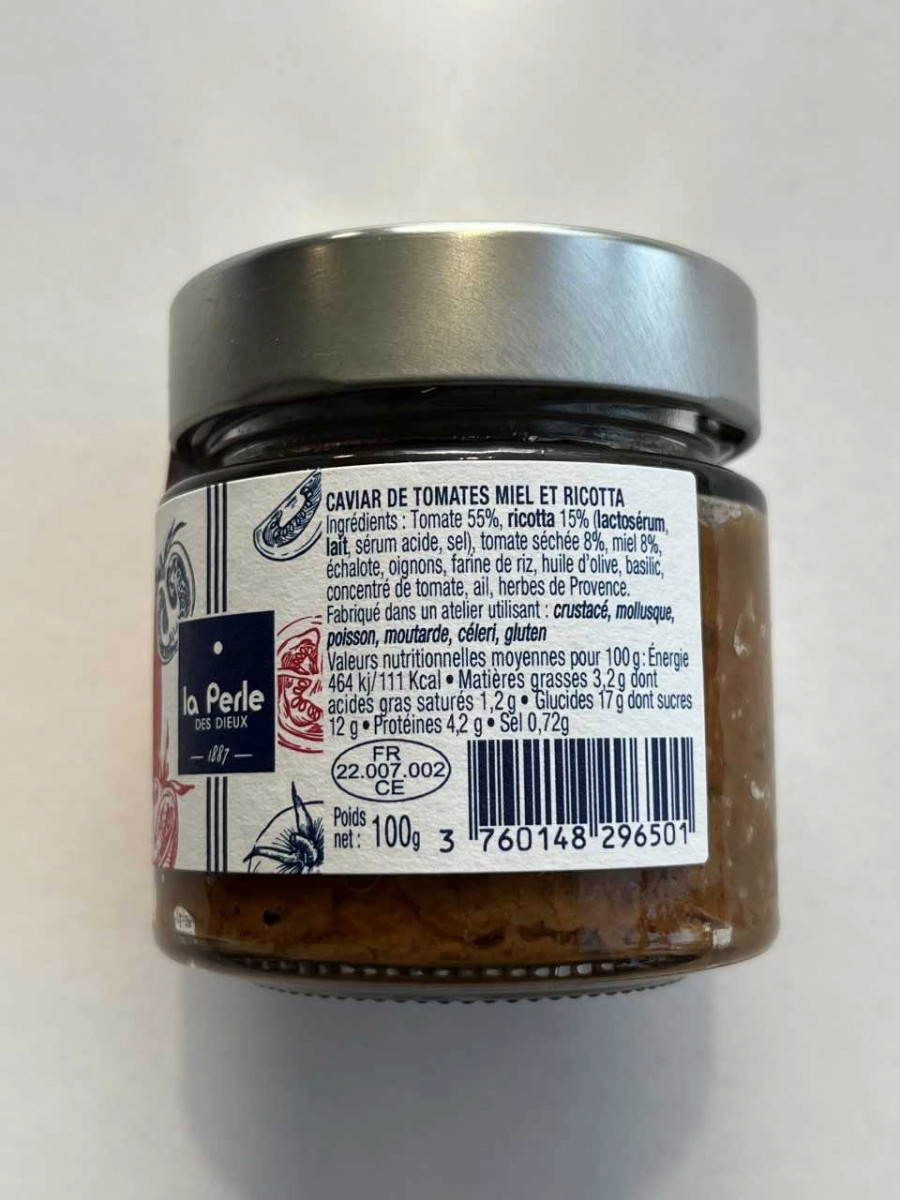 CAVIAR DE TOMATES MIEL ET RICOTTA
Ingrédients : Tomate 55%, ricotta 15% (lactosérum,
lait, sérum acide, sel), tomate séchée 8%, miel 8%,
échalote, oignons, farine de riz, huile d'olive, basilic,
concentré de tomate, ail, herbes de Provence.
Fabriqué dans un atelier utilisant : crustacé, mollusque,
poisson, moutarde, céleri, gluten
Valeurs nutritionnelles moyennes pour 100 g : Énergie
464 kj/111 Kcal • Matières grasses 3,2 g dont
acides gras saturés 1,2 g • Glucides 17 g dont sucres
12 g • Protéines 4,2 g • Sel 0,72g
la Perle
DES DIEUX
— 1887 —
FR
22.007.002
CE
Poids
net : 100g
3 760148 296501